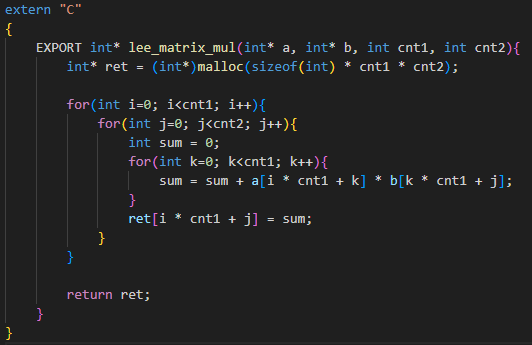 extern "C"
{
    EXPORT int* lee_matrix_mul(int* a, int* b, int cnt1, int cnt2){
        int* ret = (int*)malloc(sizeof(int) * cnt1 * cnt2);

        for(int i=0; i<cnt1; i++){
            for(int j=0; j<cnt2; j++){
                int sum = 0;
                for(int k=0; k<cnt1; k++){
                    sum = sum + a[i * cnt1 + k] * b[k * cnt1 + j];
                }
                ret[i * cnt1 + j] = sum;
            }
        }

        return ret;
    }
}